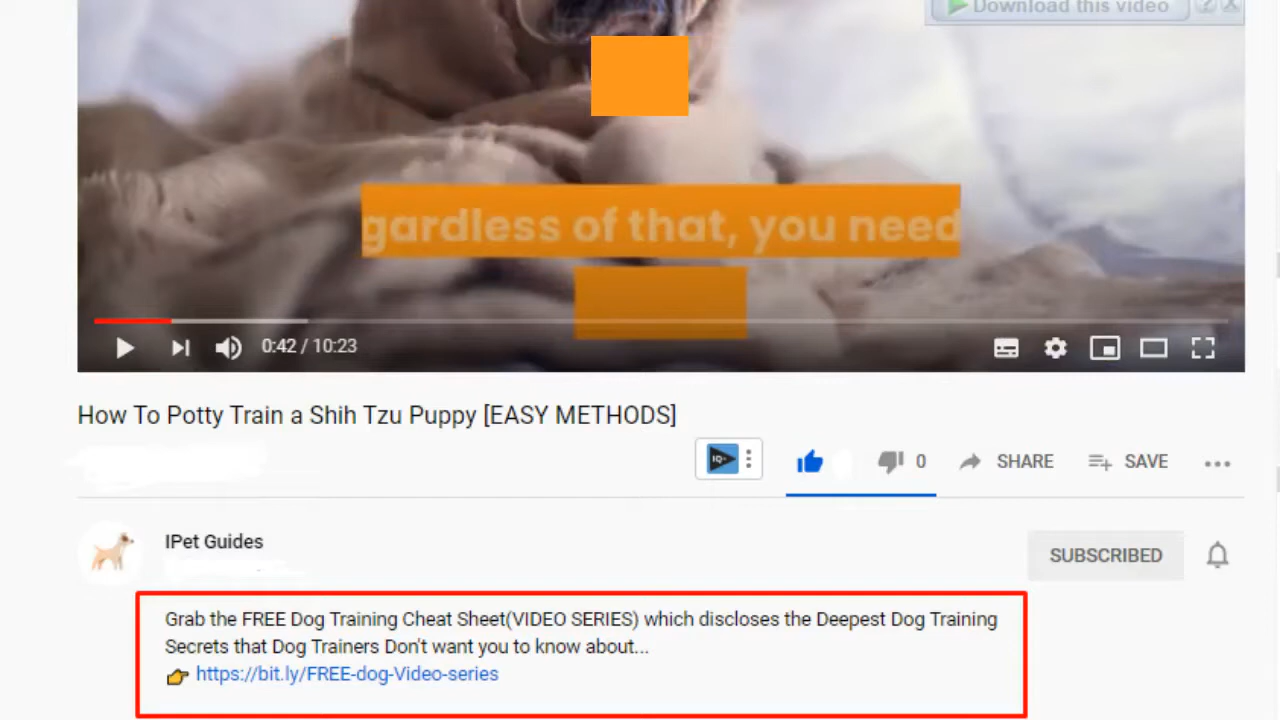 Download this video
gardless of that, you need
0:42 / 10:23
How To Potty Train a Shih Tzu Puppy [EASY METHODS]
IQ
0
SHARE
SAVE
IPet Guides
SUBSCRIBED
Grab the FREE Dog Training Cheat Sheet(VIDEO SERIES) which discloses the Deepest Dog Training
Secrets that Dog Trainers Don't want you to know about...
https://bit.ly/FREE-dog-Video-series